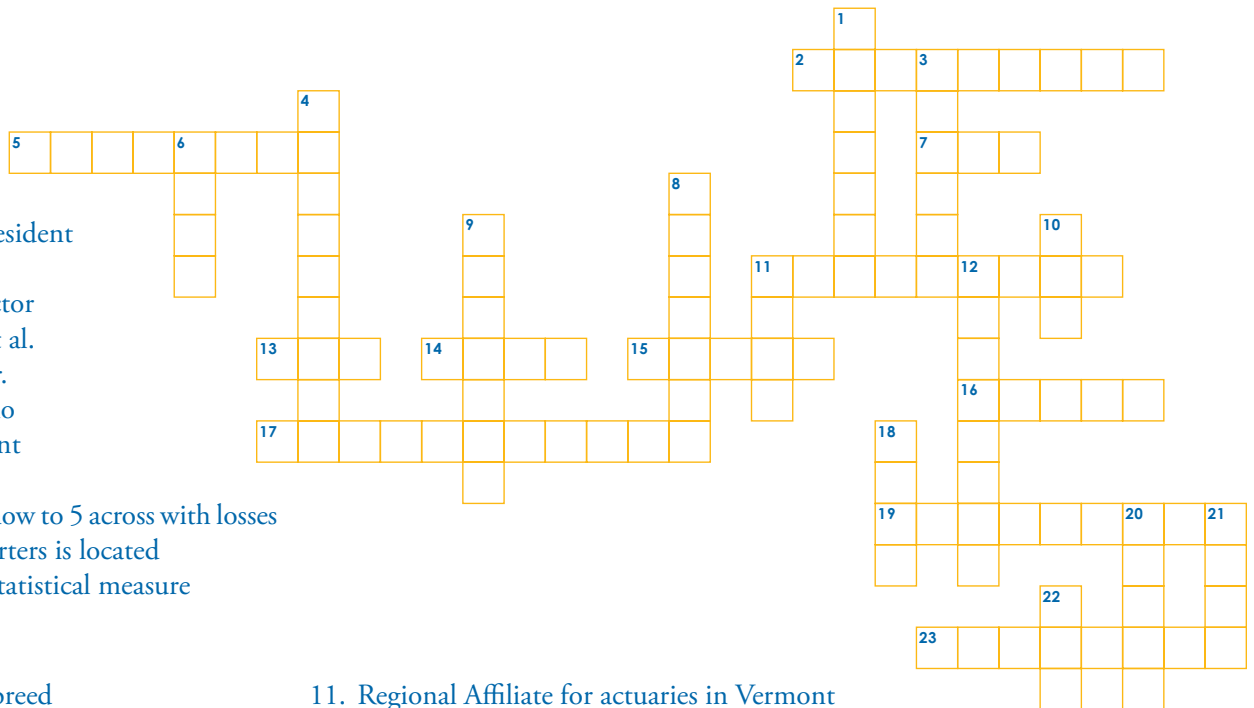 1
2 3
4
5 6 7
8
9 10
esident
11 12
ctor
t al.
13 14 15
r.
16
o
17 18
nt
19 20 21
low to 5 across with losses
rters is located
tatistical measure
22
23
breed
11. Regional Affiliate for actuaries in Vermont